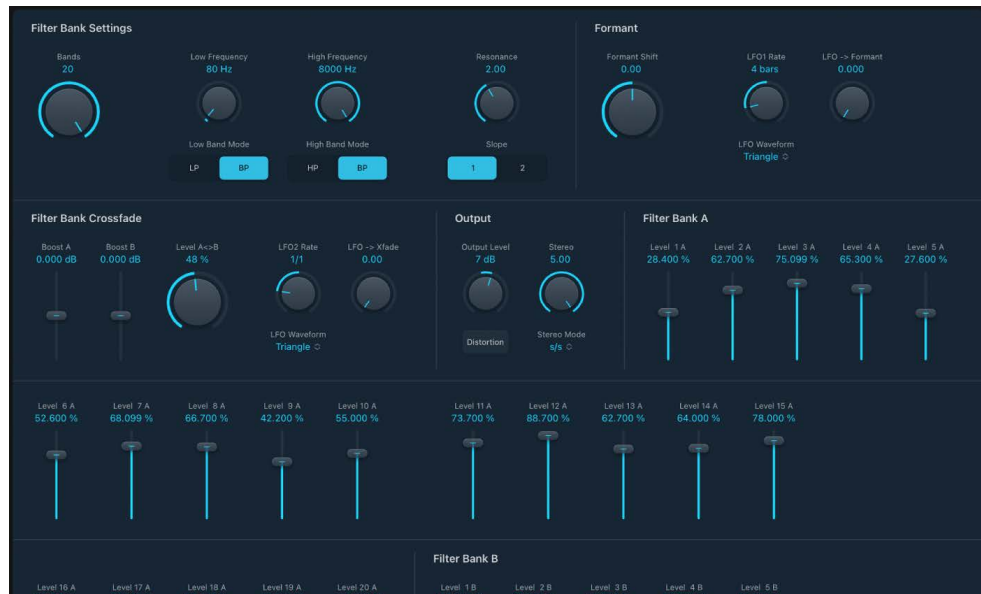 Filter Bank Settings
Formant
Bands
Low Frequency
High Frequency
Resonance
Formant Shift
LFO1 Rate
LFO -> Formant
20
80 Hz
8000 Hz
2.00
0.00
4 bars
0.000
Low Band Mode
High Band Mode
Slope
LFO Waveform
LP
BP
HP
BP
1
2
Triangle
Filter Bank Crossfade
Output
Filter Bank A
Boost A
Boost B
Level A<>B
LFO2 Rate
LFO -> Xfade
Output Level
Stereo
Level 1 A
Level 2 A
Level 3 A
Level 4 A
Level 5 A
0.000 dB
0.000 dB
48 %
1/1
0.00
7 dB
5.00
28.400 %
62.700 %
75.099 %
65.300 %
27.600 %
LFO Waveform
Triangle
Distortion
Stereo Mode
s/s
Level 6 A
Level 7 A
Level 8 A
Level 9 A
Level 10 A
Level 11 A
Level 12 A
Level 13 A
Level 14 A
Level 15 A
52.600 %
68.099 %
66.700 %
42.200 %
55.000 %
73.700 %
88.700 %
62.700 %
64.000 %
78.000 %
Filter Bank B
Level 16 A
Level 17 A
Level 18 A
Level 19 A
Level 20 A
Level 1 B
Level 2 B
Level 3 B
Level 4 B
Level 5 B